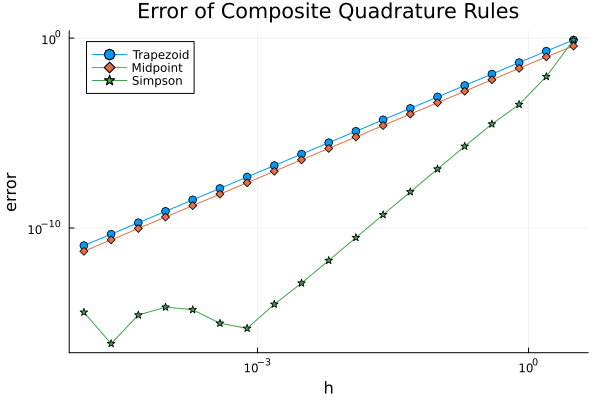 Error of Composite Quadrature Rules
10⁰
Trapezoid
Midpoint
Simpson
error
10⁻¹⁰
10⁻³
10⁰
h